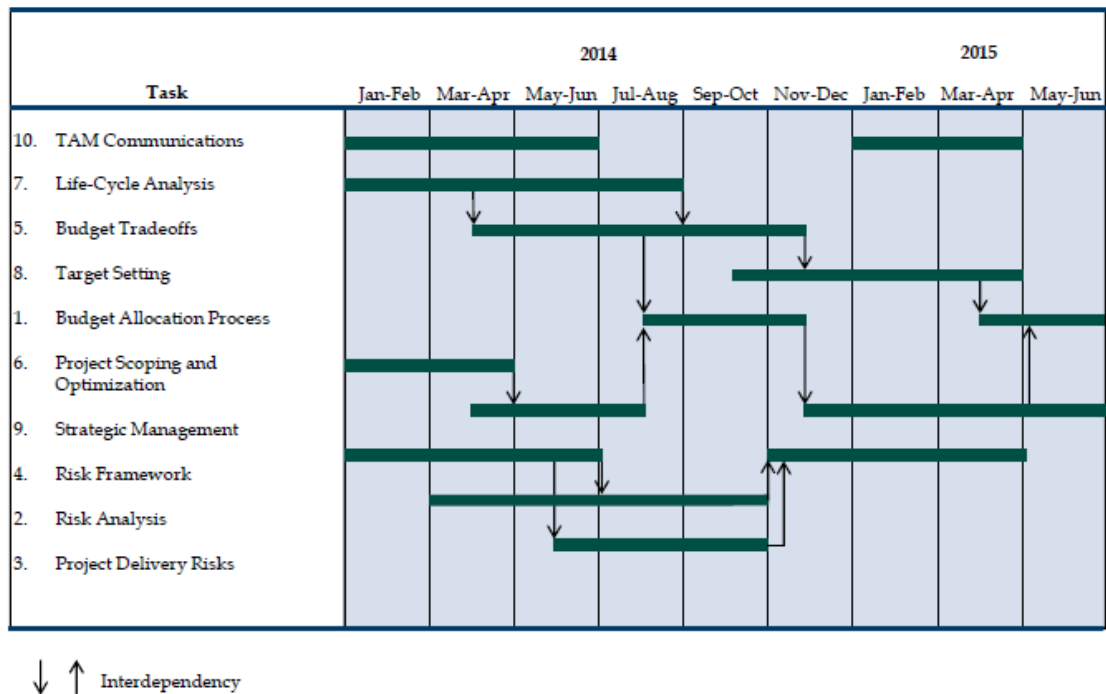 2014 2015
Task Jan-Feb Mar-Apr May-Jun Jul-Aug Sep-Oct Nov-Dec Jan-Feb Mar-Apr May-Jun
10. TAM Communications
7. Life-Cycle Analysis
5. Budget Tradeoffs
8. Target Setting
1. Budget Allocation Process
6. Project Scoping and
Optimization
9. Strategic Management
4. Risk Framework
2. Risk Analysis
3. Project Delivery Risks
Interdependency